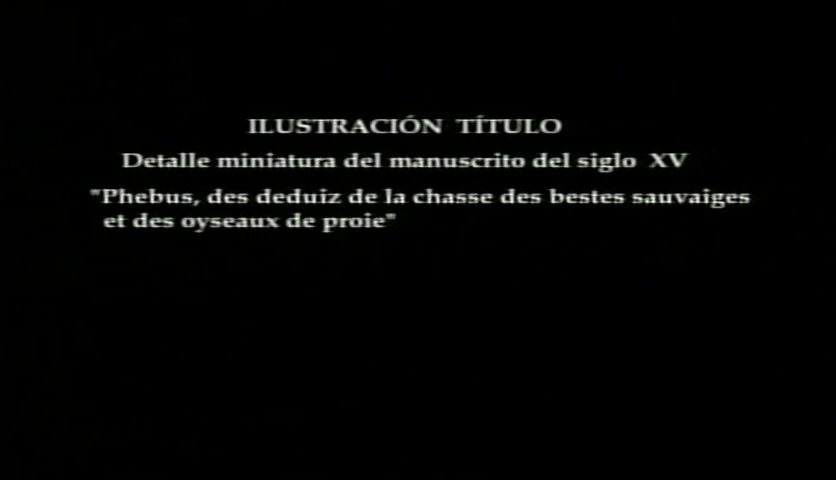 ILUSTRACIÓN TÍTULO
Detalle miniatura del manuscrito del siglo XV
"Phebus, des deduiz de la chasse des bestes sauvaiges
et des oyseaux de proie"